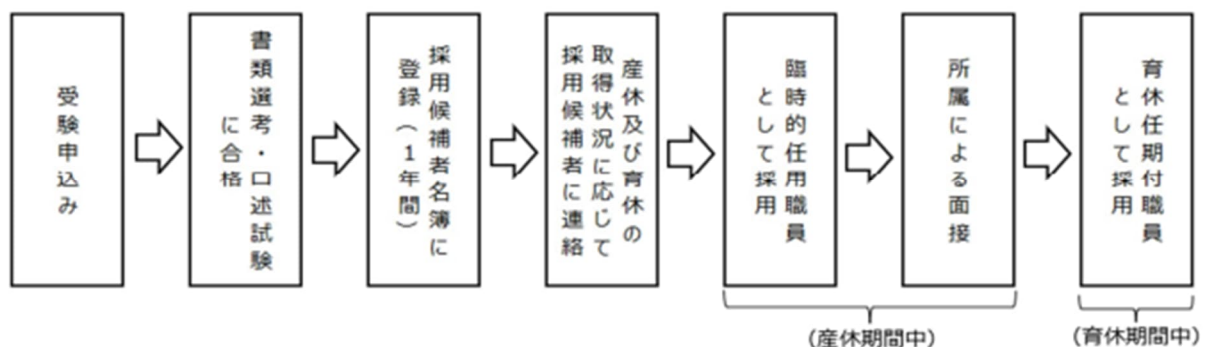 受験申込み
書類選考・口述試験
に合格
採用候補者名簿に
登録（1年間）
産休及び育休の
取得状況に応じて
採用候補者に連絡
臨時的任用職員
として採用
所属による面接
育休任期付職員
として採用
(産休期間中)
(育休期間中)